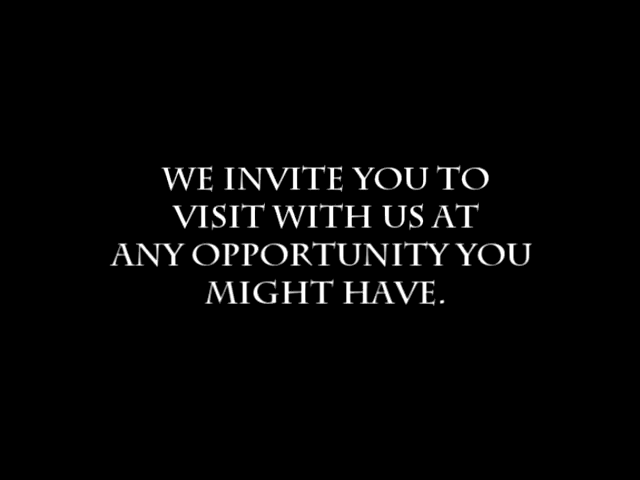 WE INVITE YOU TO
VISIT WITH US AT
ANY OPPORTUNITY YOU
MIGHT HAVE.